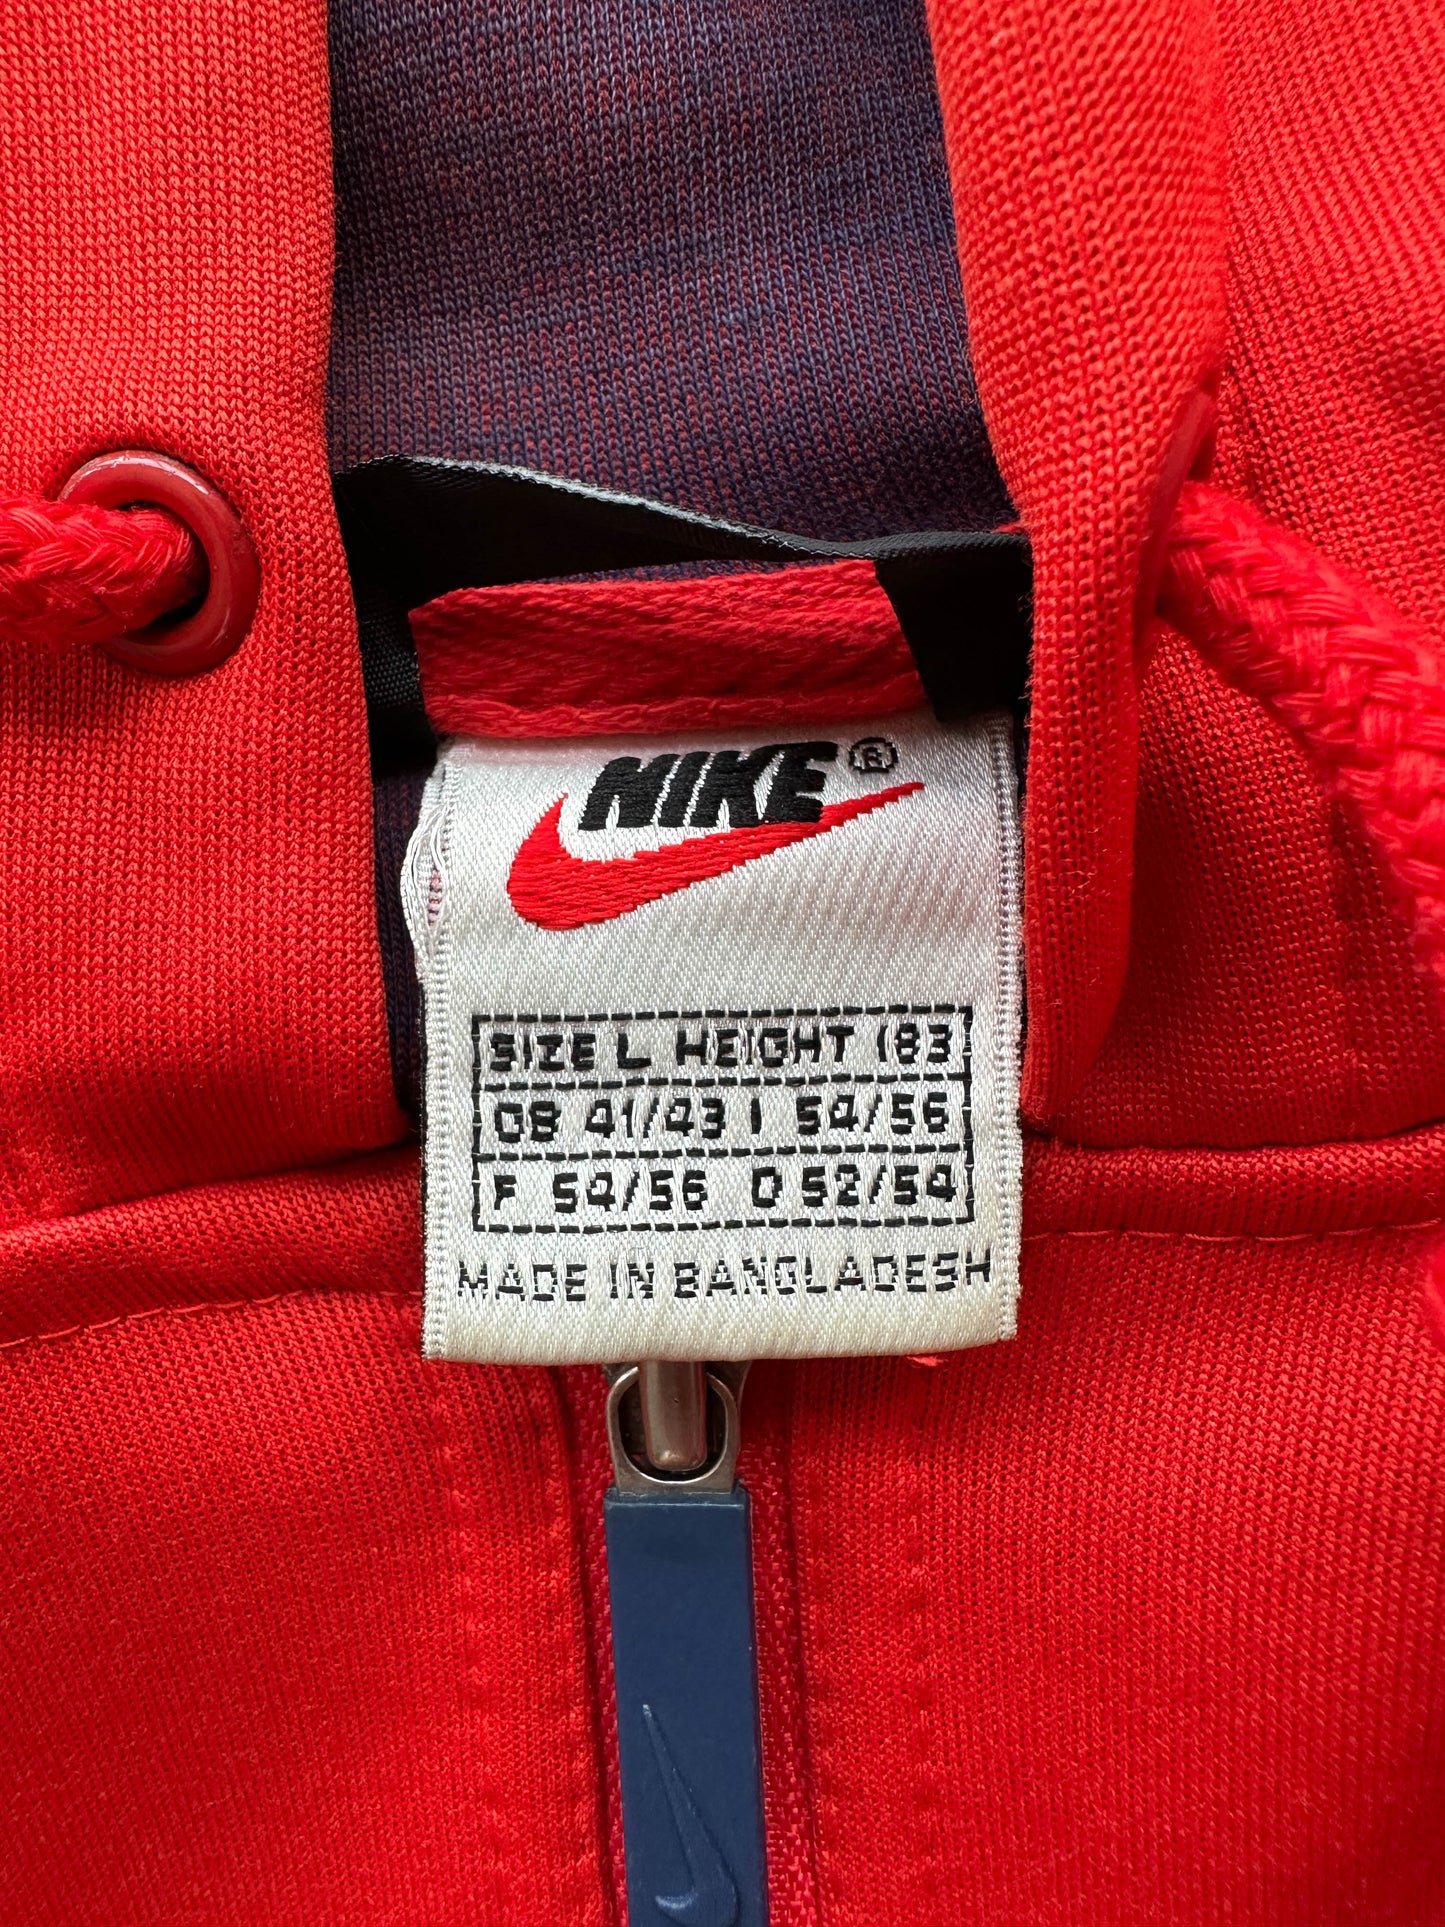 NIKE ®
SIZE L HEIGHT 183
GB 41/43 I 54/56
F 54/56 D 52/54
MADE IN BANGLADESH